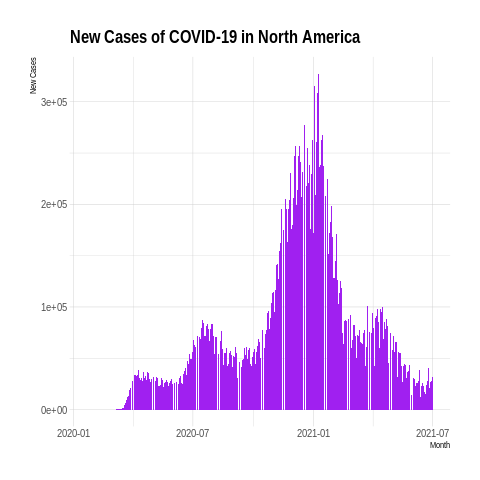 New Cases of COVID-19 in North America
New Cases
3e+05
2e+05
1e+05
0e+00
2020-01 2020-07 2021-01 2021-07
Month